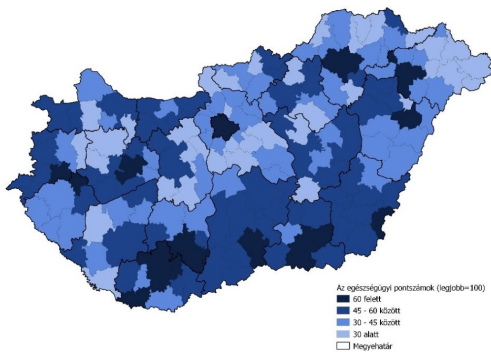 Az egészségügyi pontszámok (legjobb=100)
60 felett
45 - 60 között
30 - 45 között
30 alatt
Megyehatár